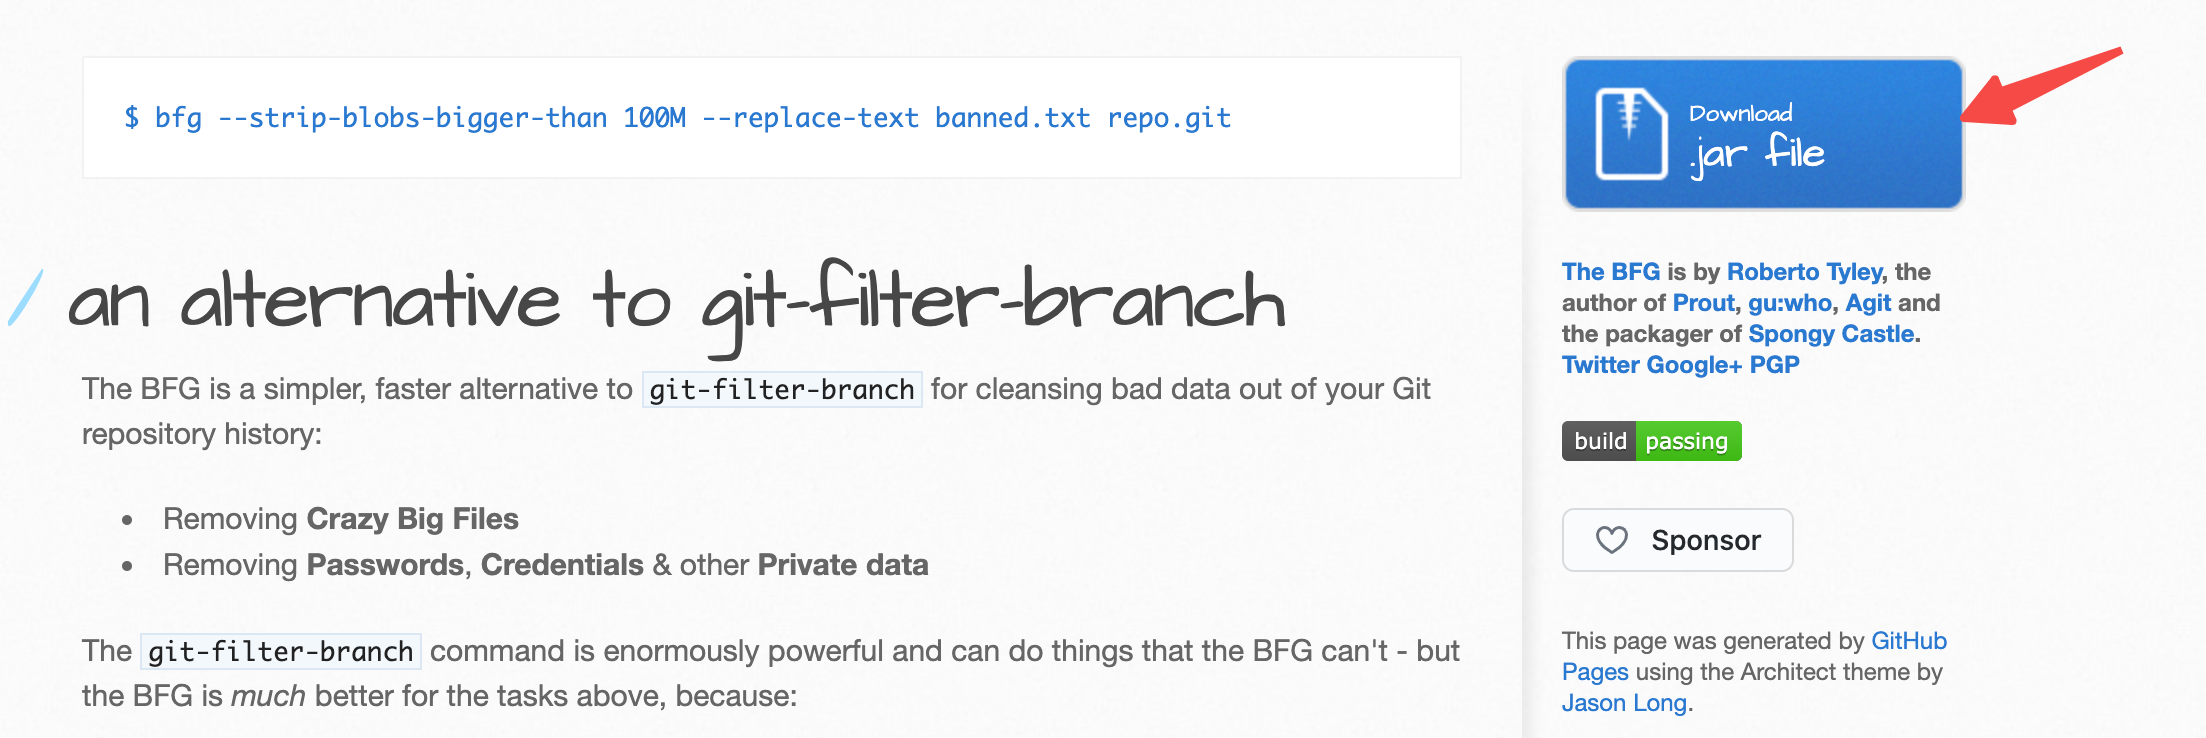 $ bfg --strip-blobs-bigger-than 100M --replace-text banned.txt repo.git
an alternative to git-filter-branch
The BFG is a simpler, faster alternative to git-filter-branch for cleansing bad data out of your Git
repository history:
• Removing Crazy Big Files
• Removing Passwords, Credentials & other Private data
The git-filter-branch command is enormously powerful and can do things that the BFG can't - but
the BFG is much better for the tasks above, because:
Download
.jar file
The BFG is by Roberto Tyley, the
author of Prout, gu:who, Agit and
the packager of Spongy Castle.
Twitter Google+ PGP
build passing
Sponsor
This page was generated by GitHub
Pages using the Architect theme by
Jason Long.